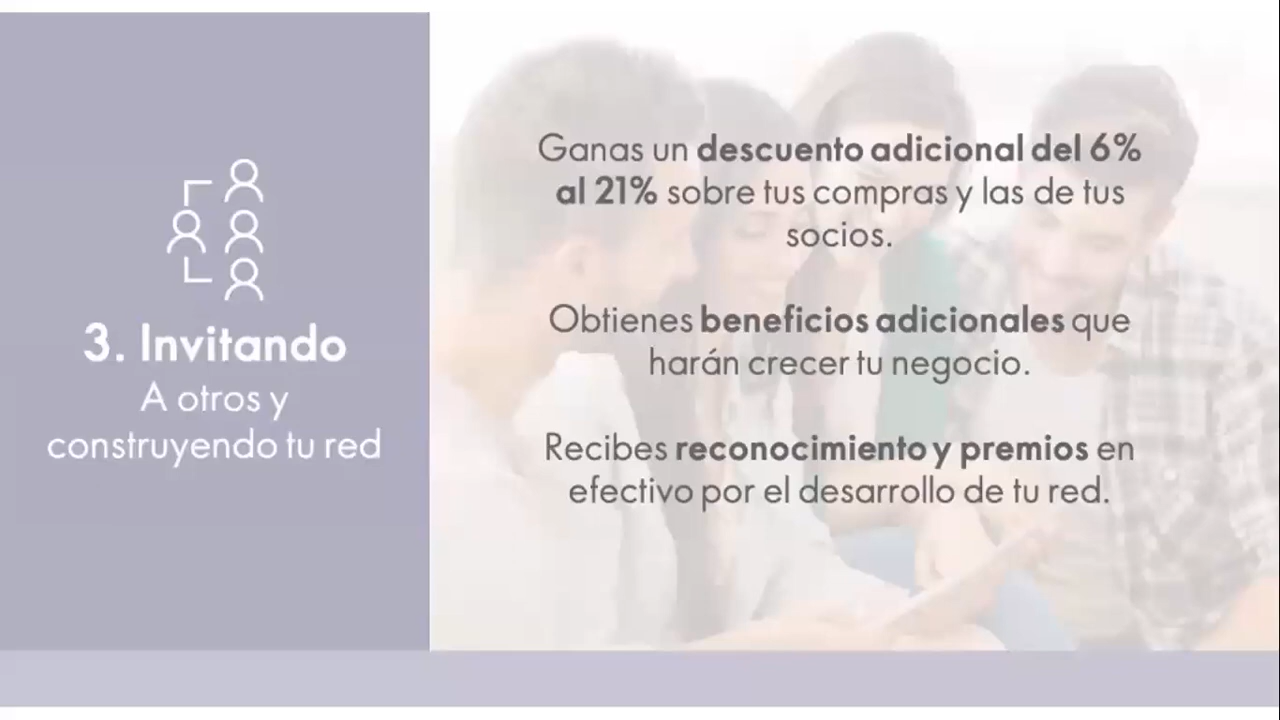 3. Invitando
A otros y
construyendo tu red
Ganas un descuento adicional del 6%
al 21% sobre tus compras y las de tus
socios.
Obtienes beneficios adicionales que
harán crecer tu negocio.
Recibes reconocimiento y premios en
efectivo por el desarrollo de tu red.